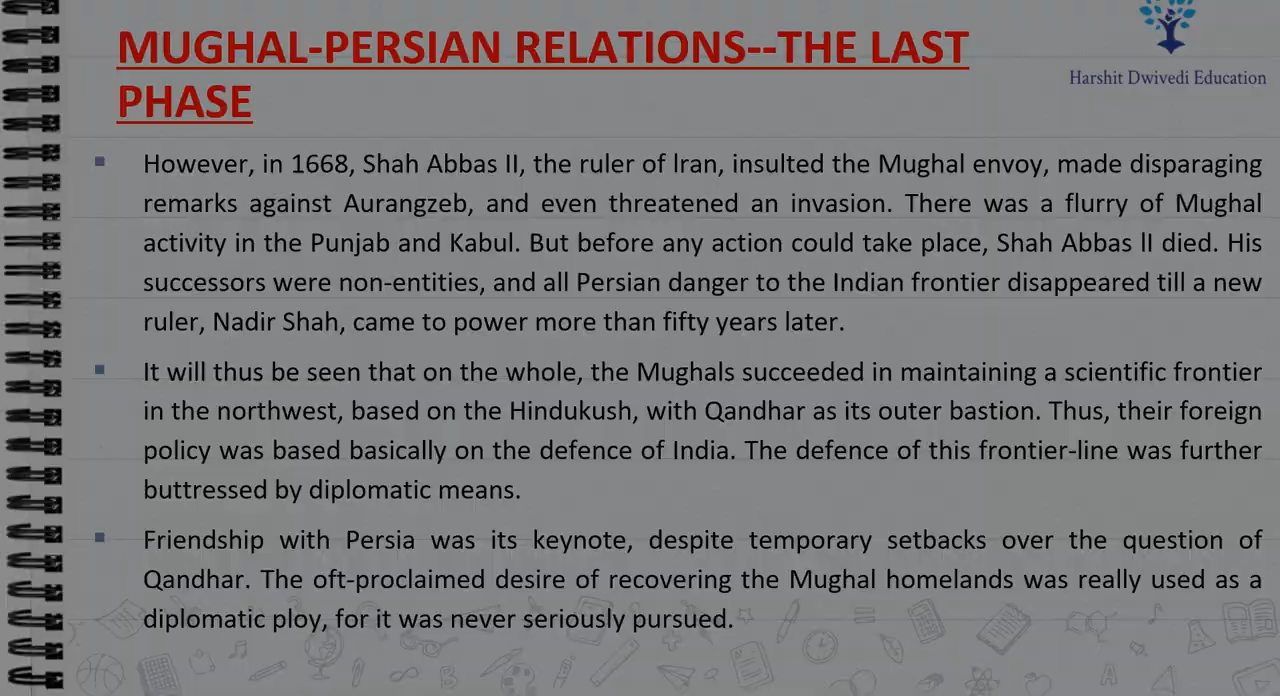 MUGHAL-PERSIAN RELATIONS--THE LAST
PHASE
Harshit Dwivedi Education
However, in 1668, Shah Abbas II, the ruler of Iran, insulted the Mughal envoy, made disparaging
remarks against Aurangzeb, and even threatened an invasion. There was a flurry of Mughal
activity in the Punjab and Kabul. But before any action could take place, Shah Abbas lI died. His
successors were non-entities, and all Persian danger to the Indian frontier disappeared till a new
ruler, Nadir Shah, came to power more than fifty years later.
It will thus be seen that on the whole, the Mughals succeeded in maintaining a scientific frontier
in the northwest, based on the Hindukush, with Qandhar as its outer bastion. Thus, their foreign
policy was based basically on the defence of India. The defence of this frontier-line was further
buttressed by diplomatic means.
Friendship with Persia was its keynote, despite temporary setbacks over the question of
Qandhar. The oft-proclaimed desire of recovering the Mughal homelands was really used as a
diplomatic ploy, for it was never seriously pursued.